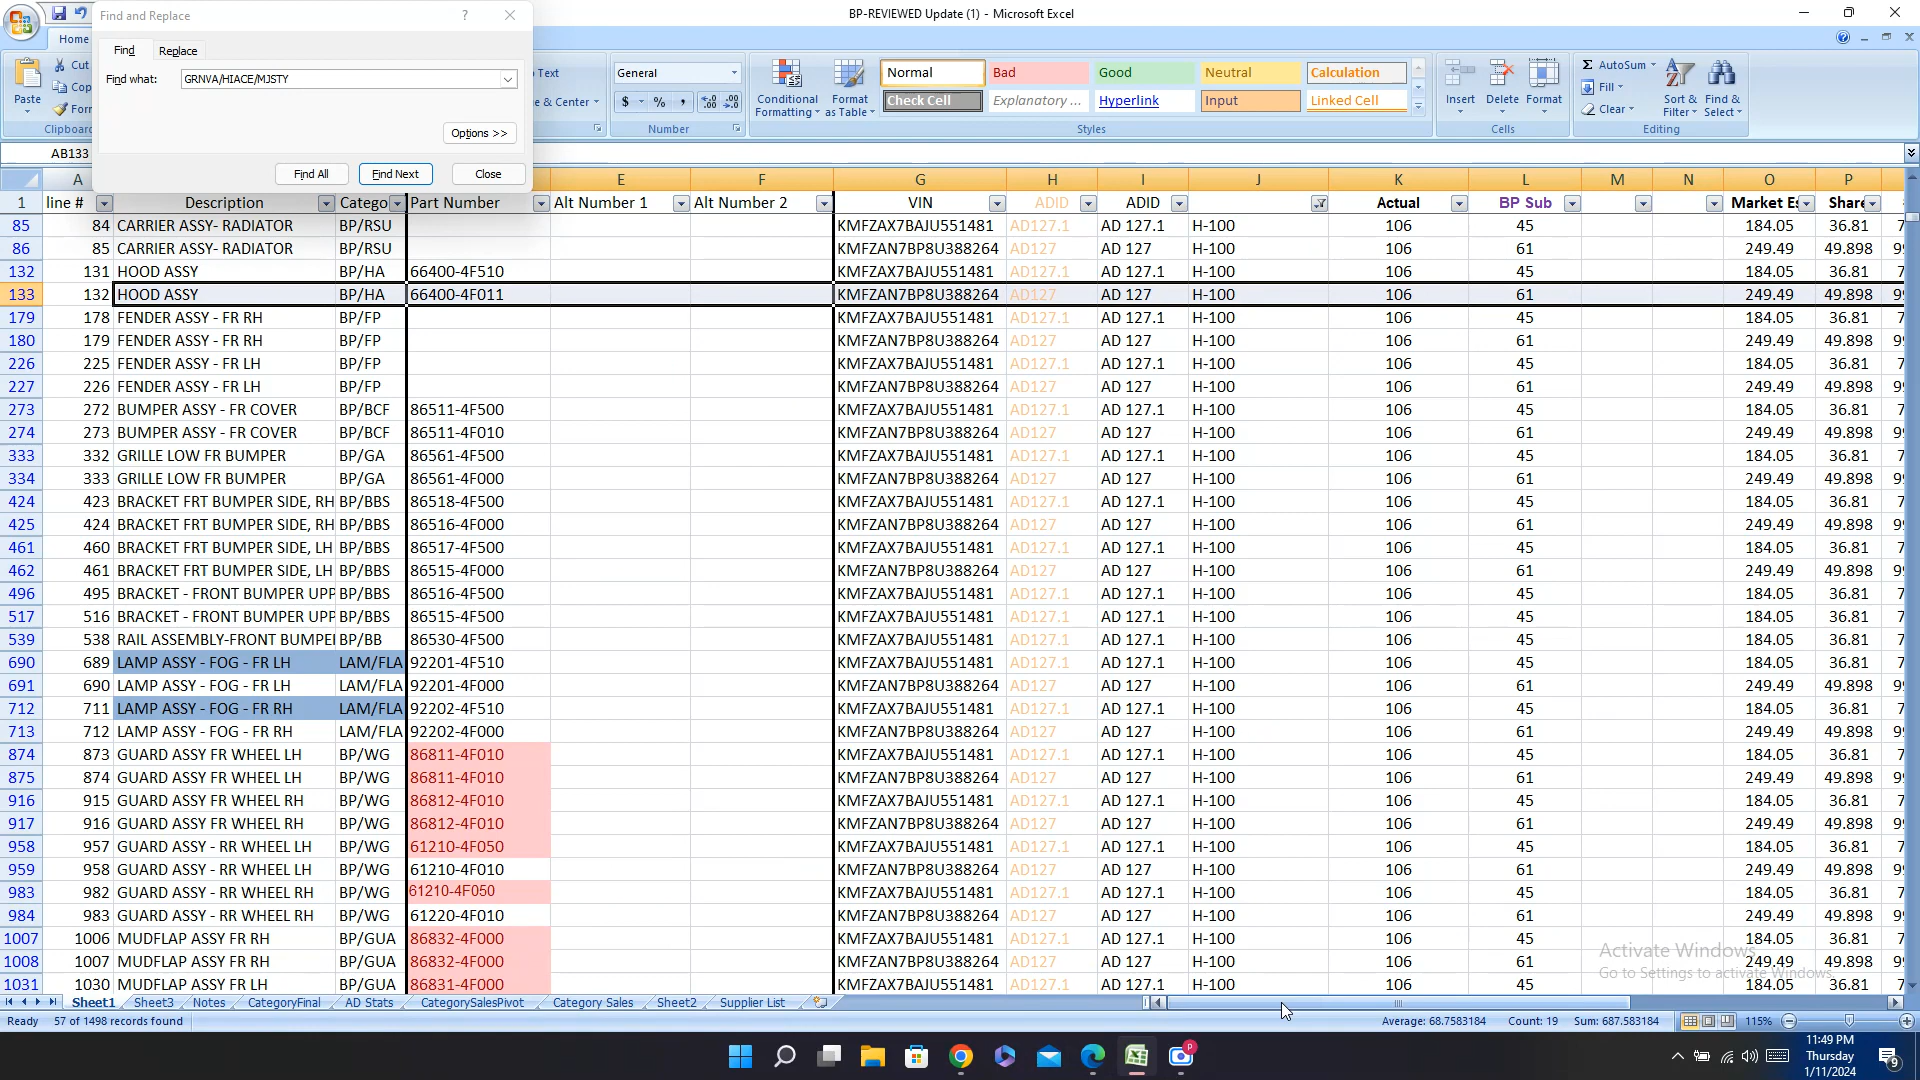 BP-REVIEWED Update (1) - Microsoft Excel
Find and Replace
?
Home
Find
Replace
Find what:
GRNVA/HIACE/MJSTY
Options >>
Find All
Find Next
Close
Paste
Cut
Cop
Form
Clipboard
Text
e & Center
General
$ % ,
Number
Conditional Formatting
Format as Table
Normal
Bad
Good
Neutral
Calculation
Check Cell
Explanatory ...
Hyperlink
Input
Linked Cell
Styles
Insert
Delete
Format
Cells
Σ AutoSum
Fill
Clear
Sort & Filter
Find & Select
Editing
AB133
A E F G H I J K L M N O P
1 line # Description Catego Part Number Alt Number 1 Alt Number 2 VIN ADID ADID Actual BP Sub Market Es Share
85 84 CARRIER ASSY- RADIATOR BP/RSU KMFZAX7BAJU551481 AD127.1 AD 127.1 H-100 106 45 184.05 36.81 7
86 85 CARRIER ASSY- RADIATOR BP/RSU KMFZAN7BP8U388264 AD127 AD 127 H-100 106 61 249.49 49.898 9
132 131 HOOD ASSY BP/HA 66400-4F510 KMFZAX7BAJU551481 AD127.1 AD 127.1 H-100 106 45 184.05 36.81 7
133 132 HOOD ASSY BP/HA 66400-4F011 KMFZAN7BP8U388264 AD127 AD 127 H-100 106 61 249.49 49.898 9
179 178 FENDER ASSY - FR RH BP/FP KMFZAX7BAJU551481 AD127.1 AD 127.1 H-100 106 45 184.05 36.81 7
180 179 FENDER ASSY - FR RH BP/FP KMFZAN7BP8U388264 AD127 AD 127 H-100 106 61 249.49 49.898 9
226 225 FENDER ASSY - FR LH BP/FP KMFZAX7BAJU551481 AD127.1 AD 127.1 H-100 106 45 184.05 36.81 7
227 226 FENDER ASSY - FR LH BP/FP KMFZAN7BP8U388264 AD127 AD 127 H-100 106 61 249.49 49.898 9
273 272 BUMPER ASSY - FR COVER BP/BCF 86511-4F500 KMFZAX7BAJU551481 AD127.1 AD 127.1 H-100 106 45 184.05 36.81 7
274 273 BUMPER ASSY - FR COVER BP/BCF 86511-4F010 KMFZAN7BP8U388264 AD127 AD 127 H-100 106 61 249.49 49.898 9
333 332 GRILLE LOW FR BUMPER BP/GA 86561-4F500 KMFZAX7BAJU551481 AD127.1 AD 127.1 H-100 106 45 184.05 36.81 7
334 333 GRILLE LOW FR BUMPER BP/GA 86561-4F000 KMFZAN7BP8U388264 AD127 AD 127 H-100 106 61 249.49 49.898 9
424 423 BRACKET FRT BUMPER SIDE, RH BP/BBS 86518-4F500 KMFZAX7BAJU551481 AD127.1 AD 127.1 H-100 106 45 184.05 36.81 7
425 424 BRACKET FRT BUMPER SIDE, RH BP/BBS 86516-4F000 KMFZAN7BP8U388264 AD127 AD 127 H-100 106 61 249.49 49.898 9
461 460 BRACKET FRT BUMPER SIDE, LH BP/BBS 86517-4F500 KMFZAX7BAJU551481 AD127.1 AD 127.1 H-100 106 45 184.05 36.81 7
462 461 BRACKET FRT BUMPER SIDE, LH BP/BBS 86515-4F000 KMFZAN7BP8U388264 AD127 AD 127 H-100 106 61 249.49 49.898 9
496 495 BRACKET - FRONT BUMPER UPP BP/BBS 86516-4F500 KMFZAX7BAJU551481 AD127.1 AD 127.1 H-100 106 45 184.05 36.81 7
517 516 BRACKET - FRONT BUMPER UPP BP/BBS 86515-4F500 KMFZAX7BAJU551481 AD127.1 AD 127.1 H-100 106 45 184.05 36.81 7
539 538 RAIL ASSEMBLY-FRONT BUMPE BP/BB 86530-4F500 KMFZAX7BAJU551481 AD127.1 AD 127.1 H-100 106 45 184.05 36.81 7
690 689 LAMP ASSY - FOG - FR LH LAM/FLA 92201-4F510 KMFZAX7BAJU551481 AD127.1 AD 127.1 H-100 106 45 184.05 36.81 7
691 690 LAMP ASSY - FOG - FR LH LAM/FLA 92201-4F000 KMFZAN7BP8U388264 AD127 AD 127 H-100 106 61 249.49 49.898 9
712 711 LAMP ASSY - FOG - FR RH LAM/FLA 92202-4F510 KMFZAX7BAJU551481 AD127.1 AD 127.1 H-100 106 45 184.05 36.81 7
713 712 LAMP ASSY - FOG - FR RH LAM/FLA 92202-4F000 KMFZAN7BP8U388264 AD127 AD 127 H-100 106 61 249.49 49.898 9
874 873 GUARD ASSY FR WHEEL LH BP/WG 86811-4F010 KMFZAX7BAJU551481 AD127.1 AD 127.1 H-100 106 45 184.05 36.81 7
875 874 GUARD ASSY FR WHEEL LH BP/WG 86811-4F010 KMFZAN7BP8U388264 AD127 AD 127 H-100 106 61 249.49 49.898 9
916 915 GUARD ASSY FR WHEEL RH BP/WG 86812-4F010 KMFZAX7BAJU551481 AD127.1 AD 127.1 H-100 106 45 184.05 36.81 7
917 916 GUARD ASSY FR WHEEL RH BP/WG 86812-4F010 KMFZAN7BP8U388264 AD127 AD 127 H-100 106 61 249.49 49.898 9
958 957 GUARD ASSY - RR WHEEL LH BP/WG 61210-4F050 KMFZAX7BAJU551481 AD127.1 AD 127.1 H-100 106 45 184.05 36.81 7
959 958 GUARD ASSY - RR WHEEL LH BP/WG 61210-4F010 KMFZAN7BP8U388264 AD127 AD 127 H-100 106 61 249.49 49.898 9
983 982 GUARD ASSY - RR WHEEL RH BP/WG 61210-4F050 KMFZAX7BAJU551481 AD127.1 AD 127.1 H-100 106 45 184.05 36.81 7
984 983 GUARD ASSY - RR WHEEL RH BP/WG 61220-4F010 KMFZAN7BP8U388264 AD127 AD 127 H-100 106 61 249.49 49.898 9
1007 1006 MUDFLAP ASSY FR RH BP/GUA 86832-4F000 KMFZAX7BAJU551481 AD127.1 AD 127.1 H-100 106 45 184.05 36.81 7
1008 1007 MUDFLAP ASSY FR RH BP/GUA 86832-4F000 KMFZAN7BP8U388264 AD127 AD 127 H-100 106 61 249.49 49.898 9
1031 1030 MUDFLAP ASSY FR LH BP/GUA 86831-4F000 KMFZAX7BAJU551481 AD127.1 AD 127.1 H-100 106 45 184.05 36.81 7
Activate Windows
Go to Settings to activate Windows.
Sheet1 Sheet3 Notes CategoryFinal AD Stats CategorySalesPivot Category Sales Sheet2 Supplier List
Ready 57 of 1498 records found Average: 68.7583184 Count: 19 Sum: 687.583184 115%
11:49 PM
Thursday
1/11/2024
P
9